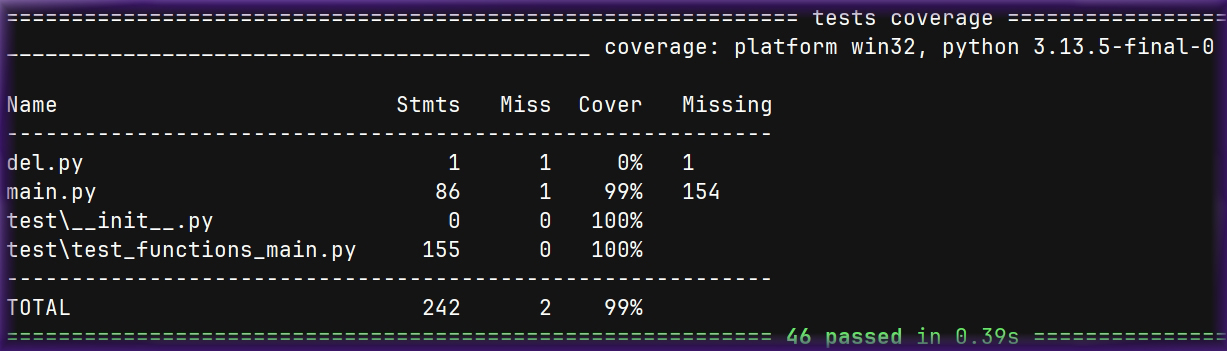 ============================================================= tests coverage =================
_____________________________________________ coverage: platform win32, python 3.13.5-final-0
Name                          Stmts   Miss  Cover   Missing
-----------------------------------------------------------
del.py                            1      1     0%   1
main.py                          86      1    99%   154
test\__init__.py                  0      0   100%
test\test_functions_main.py     155      0   100%
-----------------------------------------------------------
TOTAL                           242      2    99%
=========================================================== 46 passed in 0.39s ===============